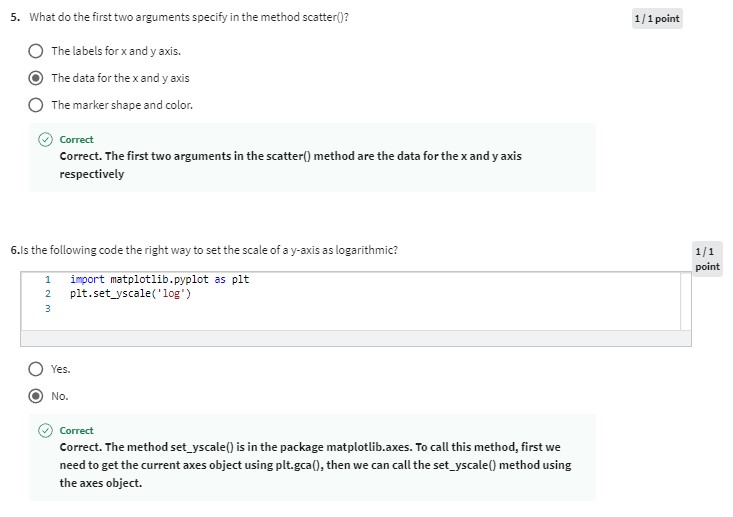 5. What do the first two arguments specify in the method scatter()?
1 / 1 point
The labels for x and y axis.
The data for the x and y axis
The marker shape and color.
Correct
Correct. The first two arguments in the scatter() method are the data for the x and y axis
respectively
6.Is the following code the right way to set the scale of a y-axis as logarithmic?
1 / 1
point
1 import matplotlib.pyplot as plt
2 plt.set_yscale('log')
3
Yes.
No.
Correct
Correct. The method set_yscale() is in the package matplotlib.axes. To call this method, first we
need to get the current axes object using plt.gca(), then we can call the set_yscale() method using
the axes object.